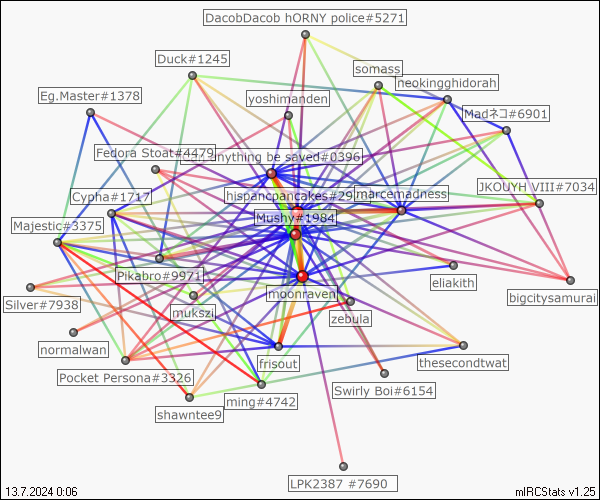 DacobDacob hORNY police#5271
Duck#1245
somass
neokingghidorah
Eg.Master#1378
yoshimanden
Madネコ#6901
Fedora Stoat#4479
anything be saved#0396
Cypha#1717
hispancpancakes#29
marcemadness
JKOUYH VIII#7034
Majestic#3375
Mushy#1984
Pikabro#9971
eliakith
Silver#7938
mukszi
moonraven
bigcitysamurai
zebula
normalwan
frisout
thesecondtwat
Pocket Persona#3326
Swirly Boi#6154
shawntee9
ming#4742
LPK2387 #7690
13.7.2024 0:06
mIRCStats v1.25